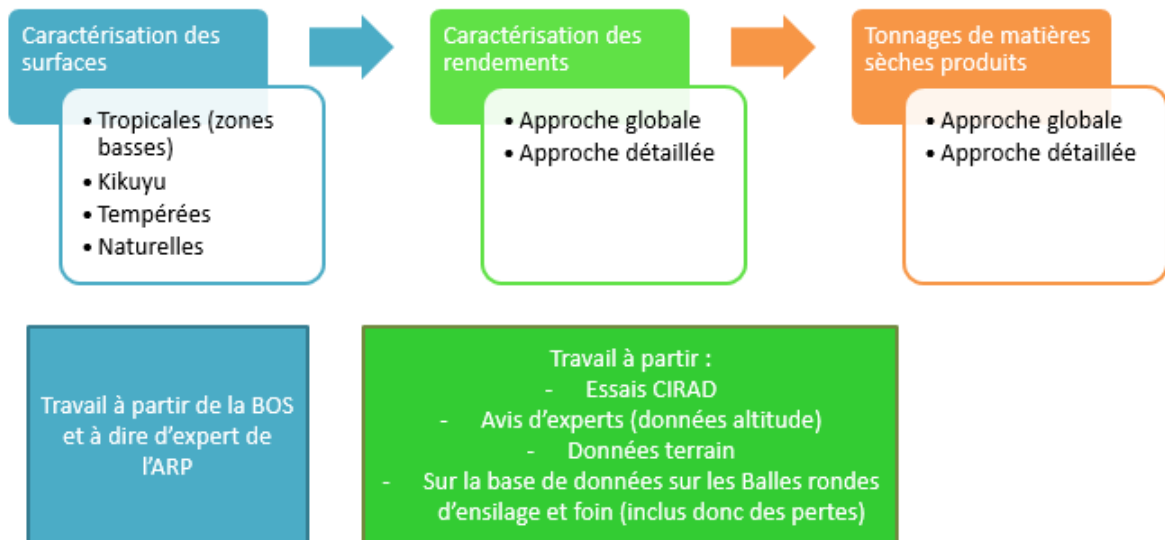 Caractérisation des
surfaces
• Tropicales (zones
basses)
• Kikuyu
• Tempérées
• Naturelles
Caractérisation des
rendements
• Approche globale
• Approche détaillée
Tonnages de matières
sèches produits
• Approche globale
• Approche détaillée
Travail à partir de la BOS
et à dire d’expert de
l’ARP
Travail à partir :
- Essais CIRAD
- Avis d’experts (données altitude)
- Données terrain
- Sur la base de données sur les Balles rondes
d’ensilage et foin (inclus donc des pertes)